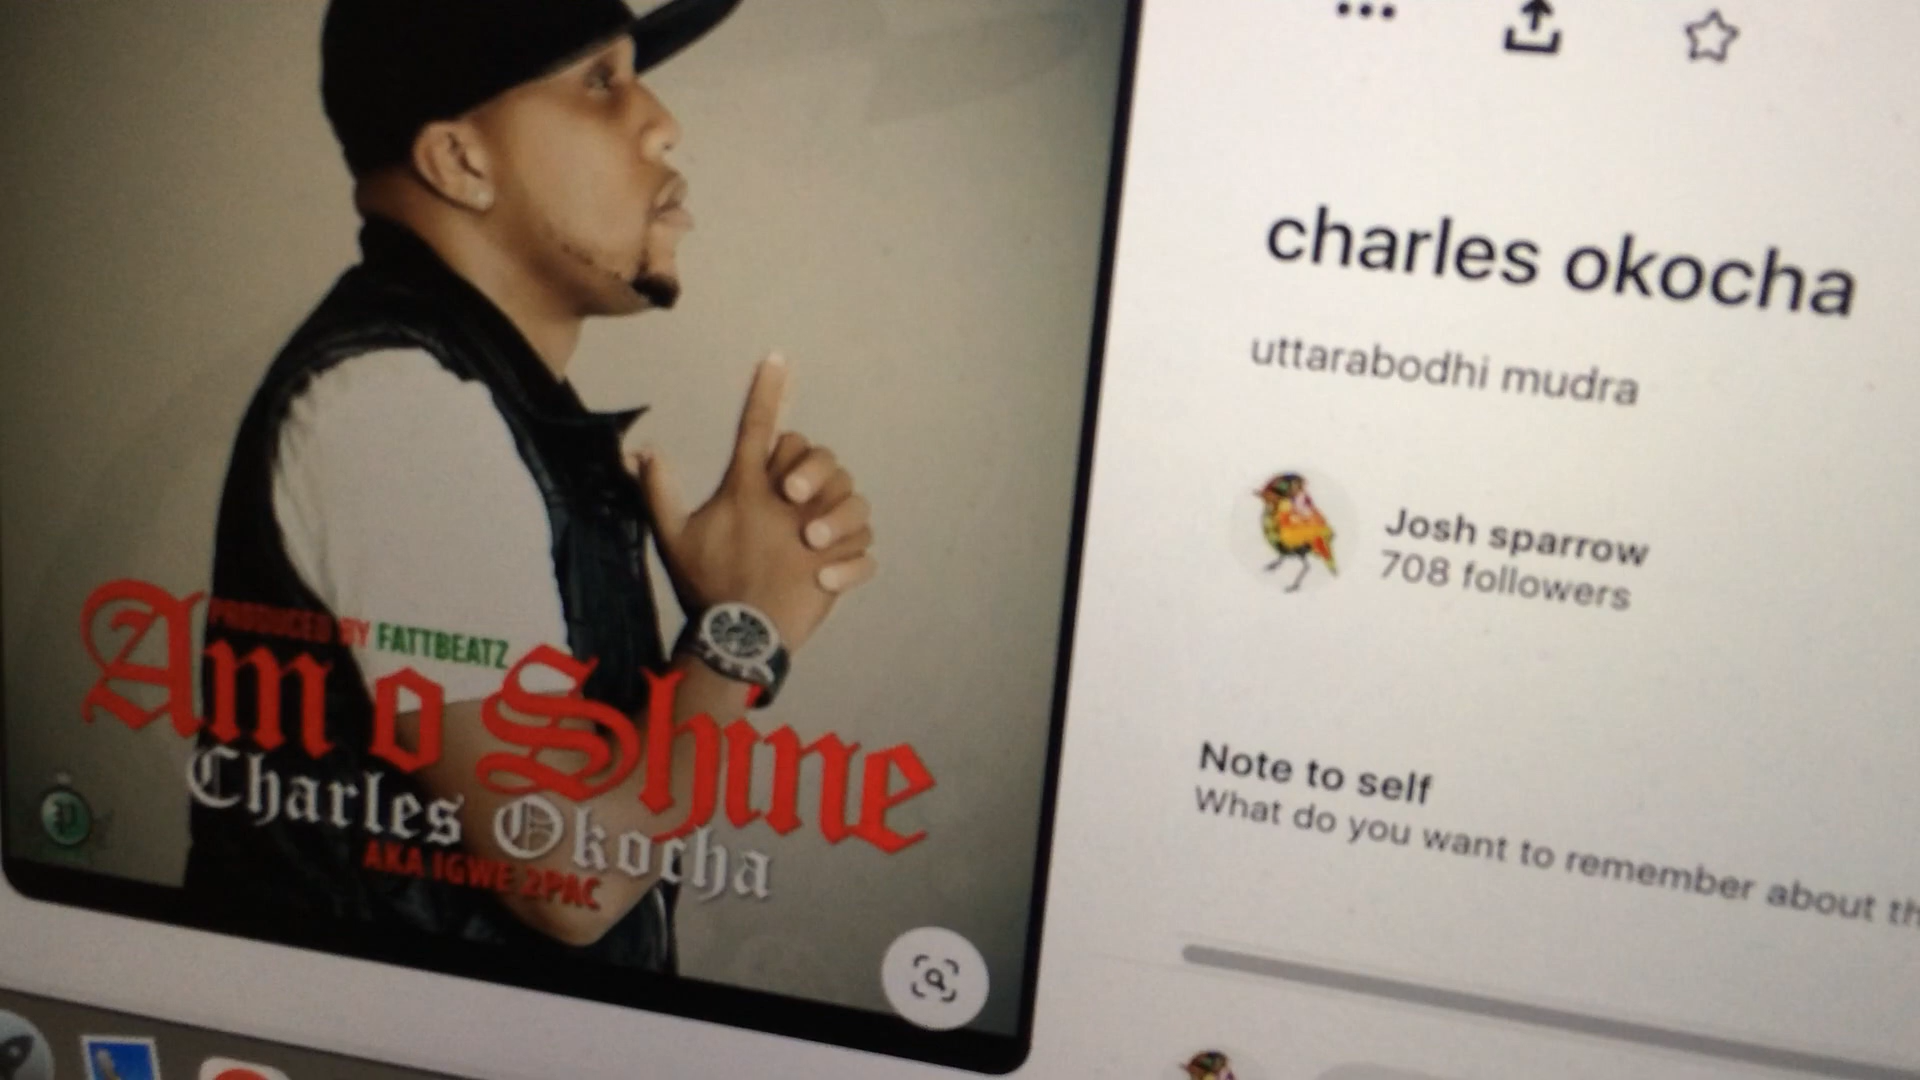 PRODUCED BY FATTBEATZ
Am o Shine
Charles Okocha
AKA IGWE 2PAC
P
charles okocha
uttarabodhi mudra
Josh sparrow
708 followers
Note to self
What do you want to remember about th